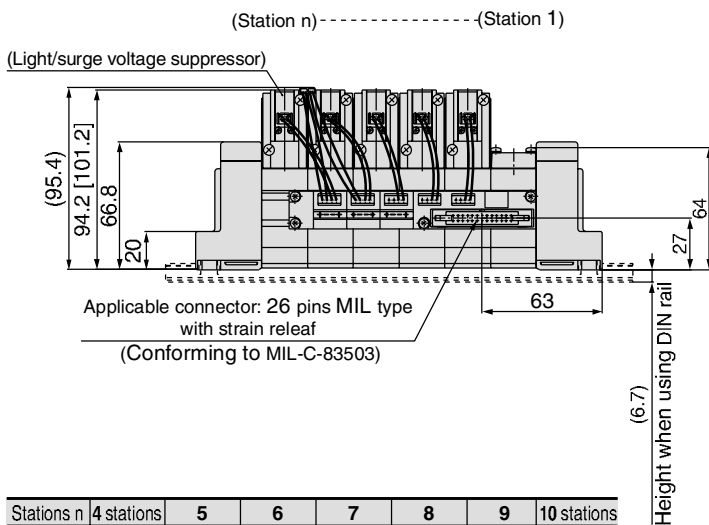 (Station n)
(Station 1)
(Light/surge voltage suppressor)
(95.4)
94.2 [101.2]
66.8
20
64
27
63
Applicable connector: 26 pins MIL type
with strain releaf
(Conforming to MIL-C-83503)
(6.7)
Height when using DIN rail
Stations n 4 stations 5 6 7 8 9 10 stations